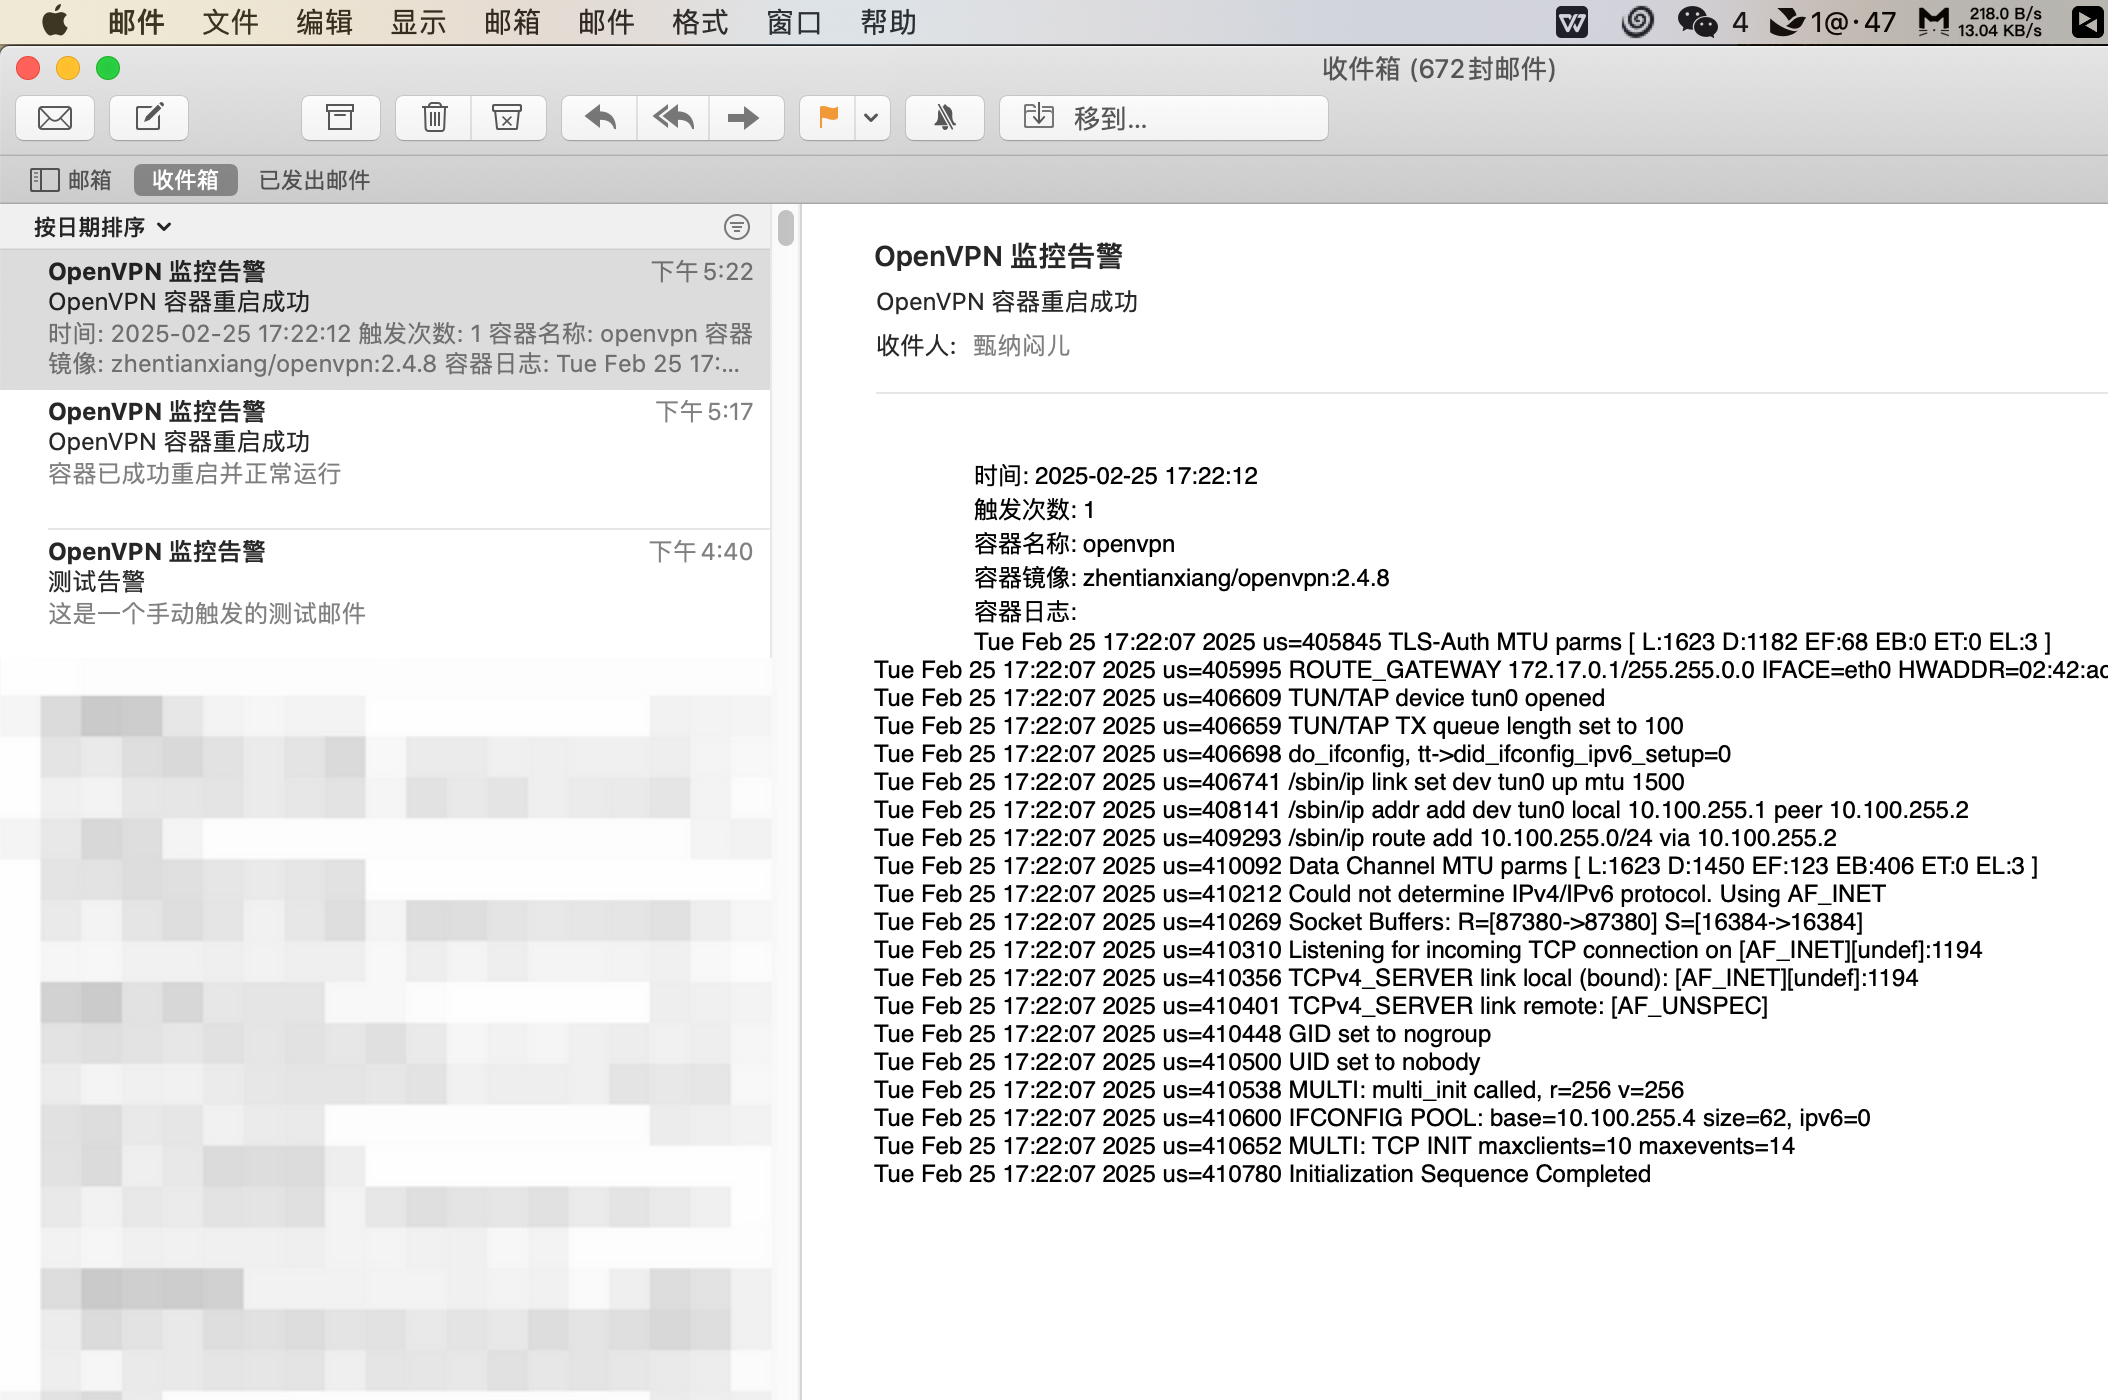 邮件 文件 编辑 显示 邮箱 邮件 格式 窗口 帮助 4 1@·47 218.0 B/s
13.04 KB/s
收件箱 (672封邮件)
移到...
邮箱 收件箱 已发出邮件
按日期排序
OpenVPN 监控告警 下午5:22
OpenVPN 容器重启成功
时间: 2025-02-25 17:22:12 触发次数: 1 容器名称: openvpn 容器
镜像: zhentianxiang/openvpn:2.4.8 容器日志: Tue Feb 25 17:...
OpenVPN 监控告警 下午5:17
OpenVPN 容器重启成功
容器已成功重启并正常运行
OpenVPN 监控告警 下午4:40
测试告警
这是一个手动触发的测试邮件
OpenVPN 监控告警
OpenVPN 容器重启成功
收件人: 甄纳闷儿
时间: 2025-02-25 17:22:12
触发次数: 1
容器名称: openvpn
容器镜像: zhentianxiang/openvpn:2.4.8
容器日志:
Tue Feb 25 17:22:07 2025 us=405845 TLS-Auth MTU parms [ L:1623 D:1182 EF:68 EB:0 ET:0 EL:3 ]
Tue Feb 25 17:22:07 2025 us=405995 ROUTE_GATEWAY 172.17.0.1/255.255.0.0 IFACE=eth0 HWADDR=02:42:ac
Tue Feb 25 17:22:07 2025 us=406609 TUN/TAP device tun0 opened
Tue Feb 25 17:22:07 2025 us=406659 TUN/TAP TX queue length set to 100
Tue Feb 25 17:22:07 2025 us=406698 do_ifconfig, tt->did_ifconfig_ipv6_setup=0
Tue Feb 25 17:22:07 2025 us=406741 /sbin/ip link set dev tun0 up mtu 1500
Tue Feb 25 17:22:07 2025 us=408141 /sbin/ip addr add dev tun0 local 10.100.255.1 peer 10.100.255.2
Tue Feb 25 17:22:07 2025 us=409293 /sbin/ip route add 10.100.255.0/24 via 10.100.255.2
Tue Feb 25 17:22:07 2025 us=410092 Data Channel MTU parms [ L:1623 D:1450 EF:123 EB:406 ET:0 EL:3 ]
Tue Feb 25 17:22:07 2025 us=410212 Could not determine IPv4/IPv6 protocol. Using AF_INET
Tue Feb 25 17:22:07 2025 us=410269 Socket Buffers: R=[87380->87380] S=[16384->16384]
Tue Feb 25 17:22:07 2025 us=410310 Listening for incoming TCP connection on [AF_INET][undef]:1194
Tue Feb 25 17:22:07 2025 us=410356 TCPv4_SERVER link local (bound): [AF_INET][undef]:1194
Tue Feb 25 17:22:07 2025 us=410401 TCPv4_SERVER link remote: [AF_UNSPEC]
Tue Feb 25 17:22:07 2025 us=410448 GID set to nogroup
Tue Feb 25 17:22:07 2025 us=410500 UID set to nobody
Tue Feb 25 17:22:07 2025 us=410538 MULTI: multi_init called, r=256 v=256
Tue Feb 25 17:22:07 2025 us=410600 IFCONFIG POOL: base=10.100.255.4 size=62, ipv6=0
Tue Feb 25 17:22:07 2025 us=410652 MULTI: TCP INIT maxclients=10 maxevents=14
Tue Feb 25 17:22:07 2025 us=410780 Initialization Sequence Completed